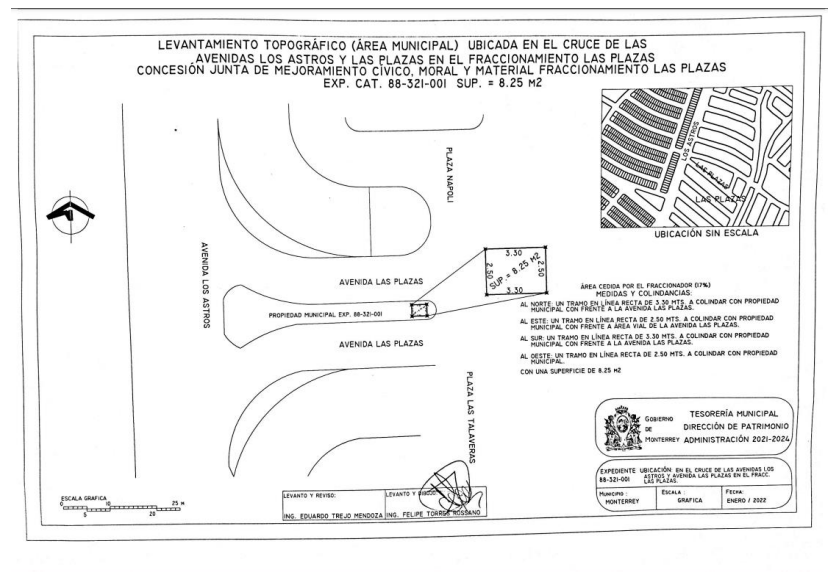 LEVANTAMIENTO TOPOGRÁFICO (ÁREA MUNICIPAL) UBICADA EN EL CRUCE DE LAS
AVENIDAS LOS ASTROS Y LAS PLAZAS EN EL FRACCIONAMIENTO LAS PLAZAS
CONCESIÓN JUNTA DE MEJORAMIENTO CÍVICO, MORAL Y MATERIAL FRACCIONAMIENTO LAS PLAZAS
EXP. CAT. 88-321-001 SUP. = 8.25 M2
PLAZA NAPOLI
LOS ASTROS
LAS PLAZAS
LAS PLAZAS
UBICACIÓN SIN ESCALA
AVENIDA LOS ASTROS
AVENIDA LAS PLAZAS
PROPIEDAD MUNICIPAL EXP. 88-321-001
AVENIDA LAS PLAZAS
3.30
2.50
SUP. = 8.25 M2
2.50
3.30
PLAZA LAS TALAVERAS
ÁREA CEDIDA POR EL FRACCIONADOR (17%)
MEDIDAS Y COLINDANCIAS:
AL NORTE: UN TRAMO EN LÍNEA RECTA DE 3.30 MTS. A COLINDAR CON PROPIEDAD
MUNICIPAL CON FRENTE A LA AVENIDA LAS PLAZAS.
AL ESTE: UN TRAMO EN LÍNEA RECTA DE 2.50 MTS. A COLINDAR CON PROPIEDAD
MUNICIPAL CON FRENTE A ÁREA VIAL DE LA AVENIDA LAS PLAZAS.
AL SUR: UN TRAMO EN LÍNEA RECTA DE 3.30 MTS. A COLINDAR CON PROPIEDAD
MUNICIPAL CON FRENTE A LA AVENIDA LAS PLAZAS.
AL OESTE: UN TRAMO EN LÍNEA RECTA DE 2.50 MTS. A COLINDAR CON PROPIEDAD
MUNICIPAL.
CON UNA SUPERFICIE DE 8.25 M2
GOBIERNO
DE
MONTERREY
TESORERÍA MUNICIPAL
DIRECCIÓN DE PATRIMONIO
ADMINISTRACIÓN 2021-2024
EXPEDIENTE
88-321-001
UBICACIÓN: EN EL CRUCE DE LAS AVENIDAS LOS
ASTROS Y AVENIDA LAS PLAZAS EN EL FRACC.
LAS PLAZAS.
MUNICIPIO :
MONTERREY
ESCALA :
GRAFICA
FECHA:
ENERO / 2022
ESCALA GRAFICA
0 10 25 M
5 20
LEVANTO Y REVISO:
ING. EDUARDO TREJO MENDOZA
LEVANTO Y DIBUJO:
ING. FELIPE TORRES ROSSANO